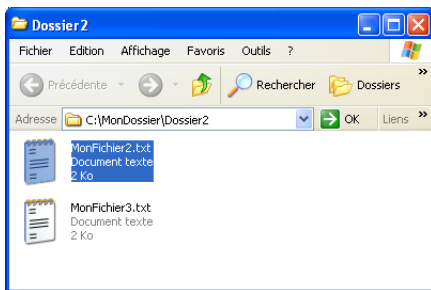 Dossier2
Fichier Edition Affichage Favoris Outils ?
Précédente Rechercher Dossiers »
Adresse C:\MonDossier\Dossier2 OK Liens »
MonFichier2.txt
Document texte
2 Ko
MonFichier3.txt
Document texte
2 Ko